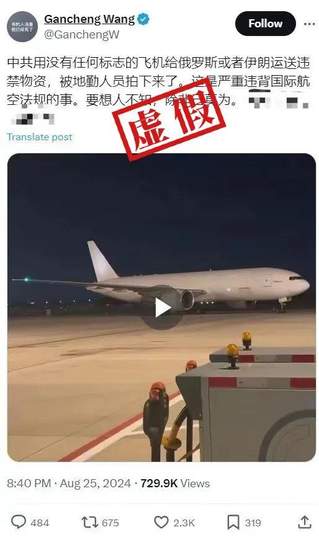 Gancheng Wang
@GanchengW
Follow
中共用没有任何标志的飞机给俄罗斯或者伊朗运送违
禁物资，被地勤人员拍下来了。这是严重违背国际航
空法规的事。要想人不知，除非己莫为。
虚假
Translate post
8:40 PM · Aug 25, 2024 · 729.9K Views
484 675 2.3K 319